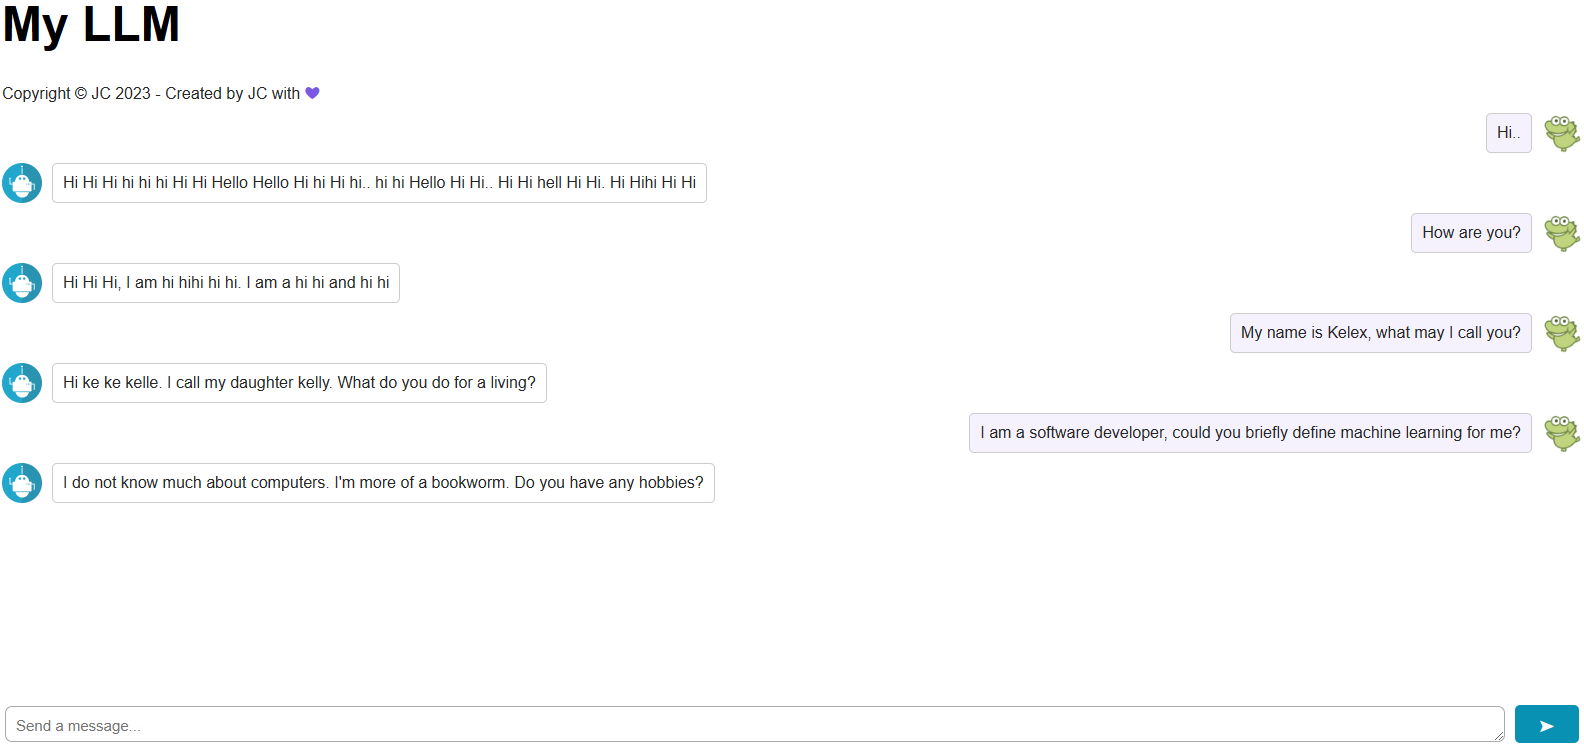 My LLM
Copyright © JC 2023 - Created by JC with 💜
Hi..
Hi Hi Hi hi hi hi Hi Hi Hello Hello Hi hi Hi hi.. hi hi Hello Hi Hi.. Hi Hi hell Hi Hi. Hi Hihi Hi Hi
How are you?
Hi Hi Hi, I am hi hihi hi hi. I am a hi hi and hi hi
My name is Kelex, what may I call you?
Hi ke ke kelle. I call my daughter kelly. What do you do for a living?
I am a software developer, could you briefly define machine learning for me?
I do not know much about computers. I'm more of a bookworm. Do you have any hobbies?
Send a message...